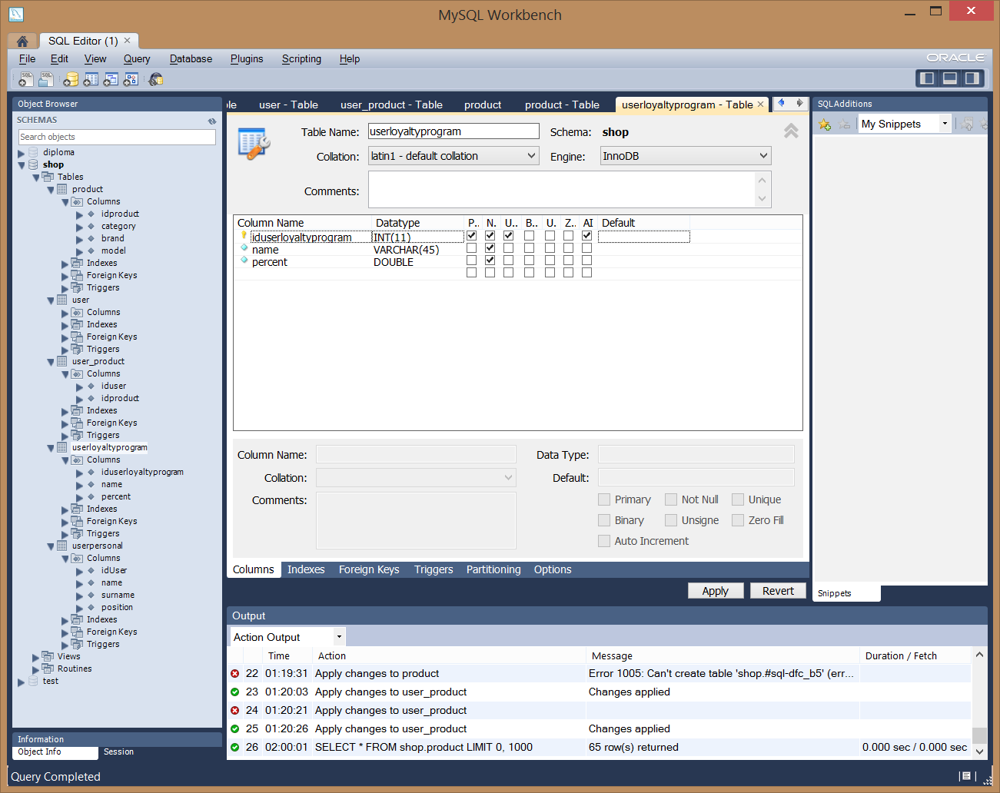 MySQL Workbench
SQL Editor (1)
File Edit View Query Database Plugins Scripting Help
ORACLE
Object Browser
SCHEMAS
Search objects
diploma
shop
Tables
product
Columns
idproduct
category
brand
model
Indexes
Foreign Keys
Triggers
user
Columns
Indexes
Foreign Keys
Triggers
user_product
Columns
iduser
idproduct
Indexes
Foreign Keys
Triggers
userloyaltyprogram
Columns
iduserloyaltyprogram
name
percent
Indexes
Foreign Keys
Triggers
userpersonal
Columns
idUser
name
surname
position
Indexes
Foreign Keys
Triggers
Views
Routines
test
Information
Object Info Session
ble user - Table user_product - Table product product - Table userloyaltyprogram - Table
Table Name: userloyaltyprogram Schema: shop
Collation: latin1 - default collation Engine: InnoDB
Comments:
Column Name Datatype P.. N. U.. B.. U. Z.. AI Default
iduserloyaltyprogram INT(11)
name VARCHAR(45)
percent DOUBLE
Column Name: Data Type:
Collation: Default:
Comments: Primary Not Null Unique
Binary Unsigne Zero Fill
Auto Increment
Columns Indexes Foreign Keys Triggers Partitioning Options
Apply Revert
SQLAdditions
My Snippets
Snippets
Output
Action Output
Time Action Message Duration / Fetch
22 01:19:31 Apply changes to product Error 1005: Can't create table 'shop.#sql-dfc_b5' (err...
23 01:20:03 Apply changes to user_product Changes applied
24 01:20:21 Apply changes to user_product
25 01:20:26 Apply changes to user_product Changes applied
26 02:00:01 SELECT * FROM shop.product LIMIT 0, 1000 65 row(s) returned 0.000 sec / 0.000 sec
Query Completed